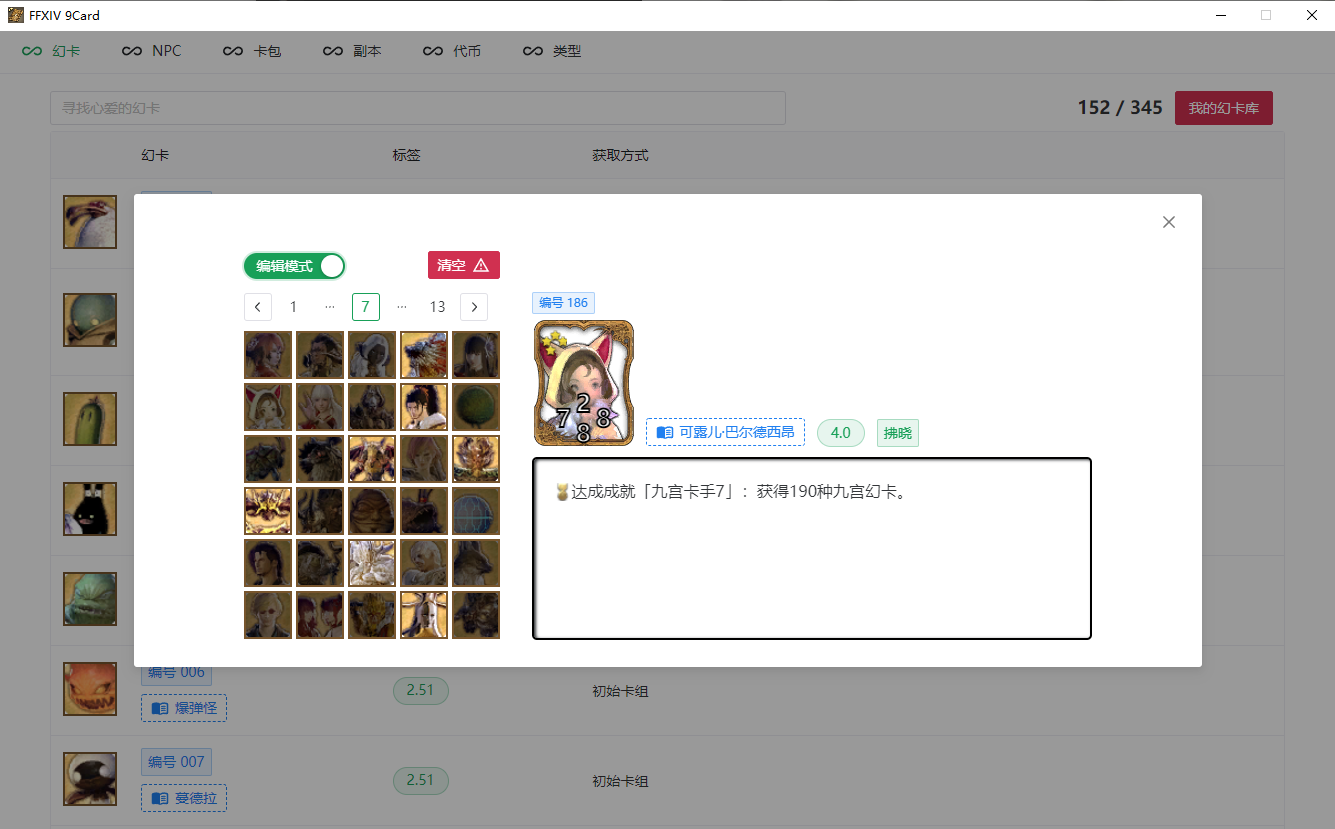 FFXIV 9Card
幻卡 NPC 卡包 副本 代币 类型
寻找心爱的幻卡 152 / 345 我的幻卡库
幻卡 标签 获取方式
编辑模式 清空
1 ··· 7 ··· 13
编号 186
2
7 8
8
可露儿·巴尔德西昂 4.0 拂晓
达成成就「九宫卡手7」：获得190种九宫幻卡。
编号 006
爆弹怪 2.51 初始卡组
编号 007
曼德拉 2.51 初始卡组